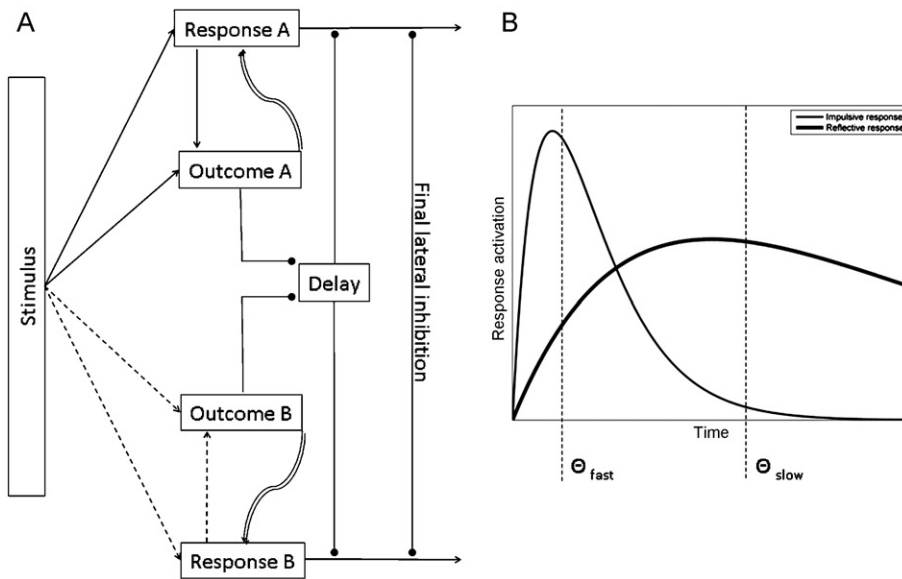 A
Response A
Outcome A
Stimulus
Delay
Final lateral inhibition
Outcome B
Response B
B
Impulsive response
Reflective response
Response activation
Time
Θ fast
Θ slow